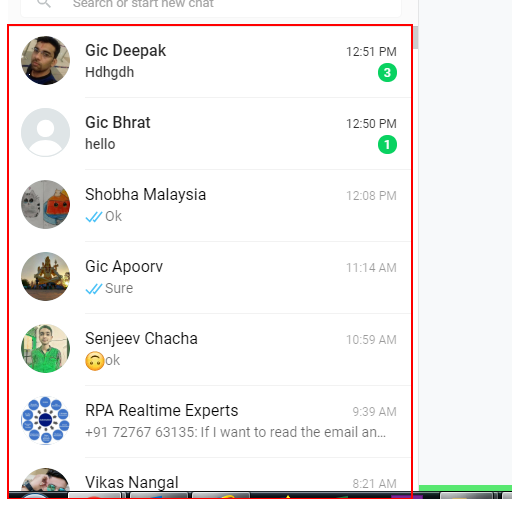 Search or start new chat
Gic Deepak 12:51 PM
Hdhgdh 3
Gic Bhrat 12:50 PM
hello 1
Shobha Malaysia 12:08 PM
Ok
Gic Apoorv 11:14 AM
Sure
Senjeev Chacha 10:59 AM
🙃ok
RPA Realtime Experts 9:39 AM
+91 72767 63135: If I want to read the email an...
Vikas Nangal 8:21 AM